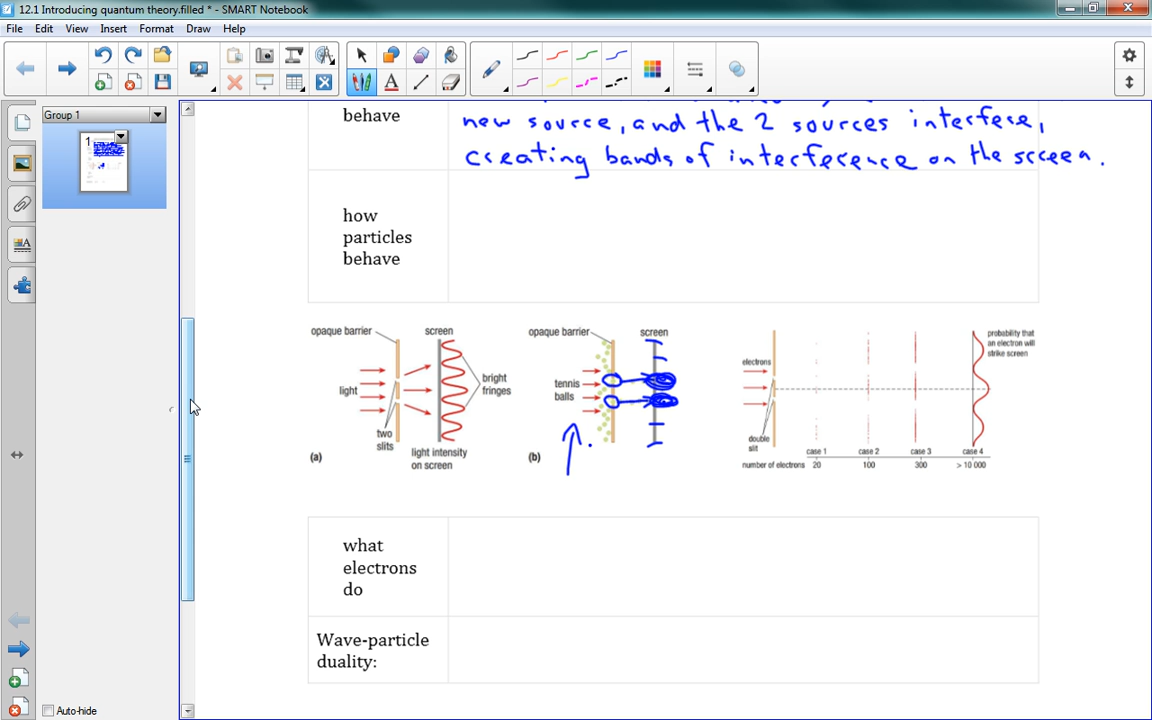 12.1 Introducing quantum theory.filled * - SMART Notebook
File Edit View Insert Format Draw Help
Group 1
1
behave
new source, and the 2 sources interfere,
creating bands of interference on the screen.
how
particles
behave
opaque barrier
screen
light
bright
fringes
two
slits
light intensity
on screen
(a)
opaque barrier
screen
tennis
balls
(b)
electrons
double
slit
probability that
an electron will
strike screen
case 1 case 2 case 3 case 4
number of electrons 20 100 300 > 10 000
what
electrons
do
Wave-particle
duality:
Auto-hide